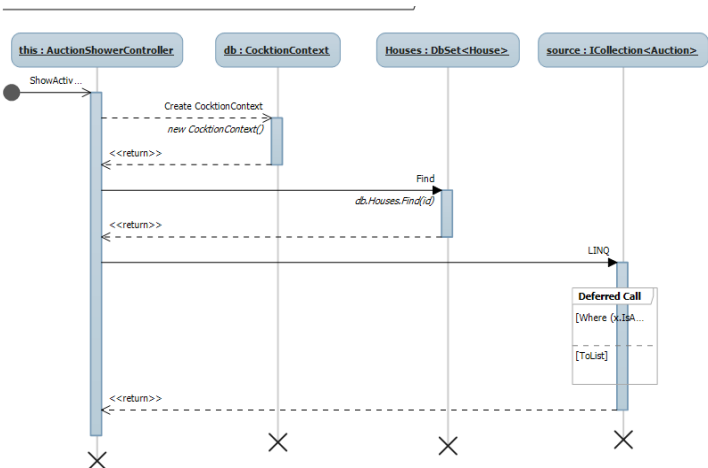 this : AuctionShowerController
db : CocktionContext
Houses : DbSet<House>
source : ICollection<Auction>
ShowActiv...
Create CocktionContext
new CocktionContext()
<<return>>
Find
db.Houses.Find(id)
<<return>>
LINQ
Deferred Call
[Where (x.IsA...
[ToList]
<<return>>